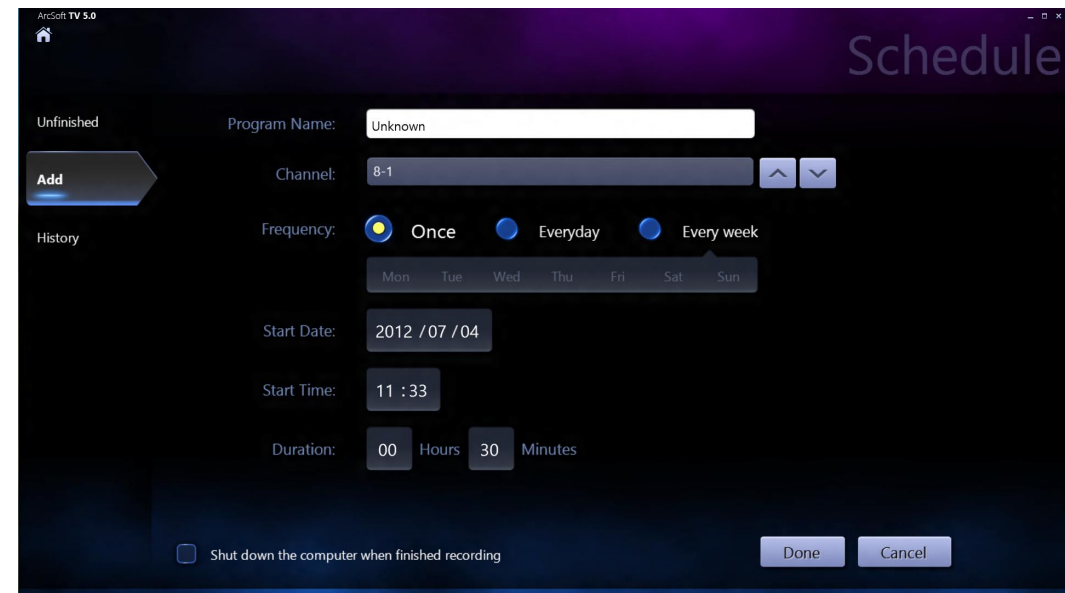 ArcSoft TV 5.0
Schedule
Unfinished
Program Name: Unknown
Channel: 8-1
Add
Frequency: Once Everyday Every week
History
Mon Tue Wed Thu Fri Sat Sun
Start Date: 2012 / 07 / 04
Start Time: 11 : 33
Duration: 00 Hours 30 Minutes
Shut down the computer when finished recording
Done Cancel